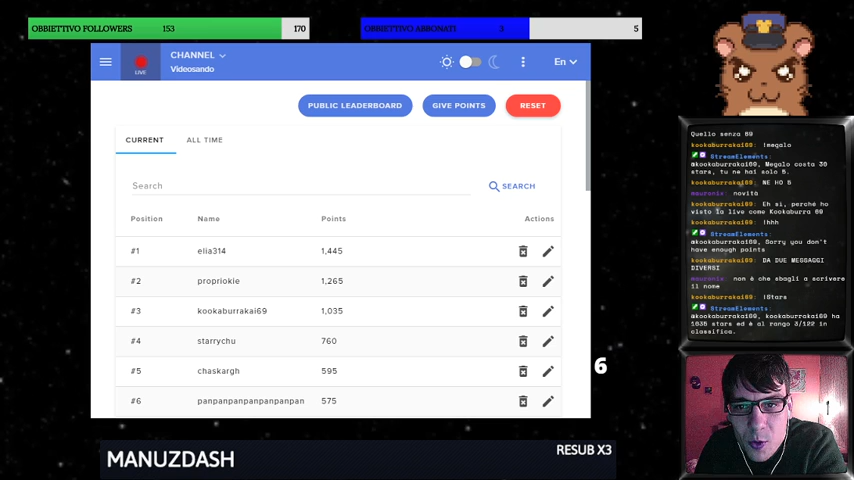 OBBIETTIVO FOLLOWERS 153 170
OBBIETTIVO ABBONATI 3 5
CHANNEL
LIVE
Videosando
En
PUBLIC LEADERBOARD GIVE POINTS RESET
CURRENT ALL TIME
Search SEARCH
Position Name Points Actions
#1 elia314 1,445
#2 propriokie 1,265
#3 kookaburrakai69 1,035
#4 starrychu 760
#5 chaskargh 595
#6 panpanpanpanpanpanpan 575
6
Quello senza 69
kookaburrakai69: !megalo
StreamElements:
@kookaburrakai69, Megalo costa 30
stars, tu ne hai solo 5.
kookaburrakai69: NE HO 5
novità
kookaburrakai69: Eh si, perché ho
visto la live come Kookaburra 69
kookaburrakai69: !hhh
StreamElements:
@kookaburrakai69, Sorry you don't
have enough points
kookaburrakai69: DA DUE MESSAGGI
DIVERSI
non è che sbagli a scrivere
il nome
kookaburrakai69: !Stars
StreamElements:
@kookaburrakai69, kookaburrakai69 ha
1035 stars ed è al rango 3/122 in
classifica.
MANUZDASH RESUB X3